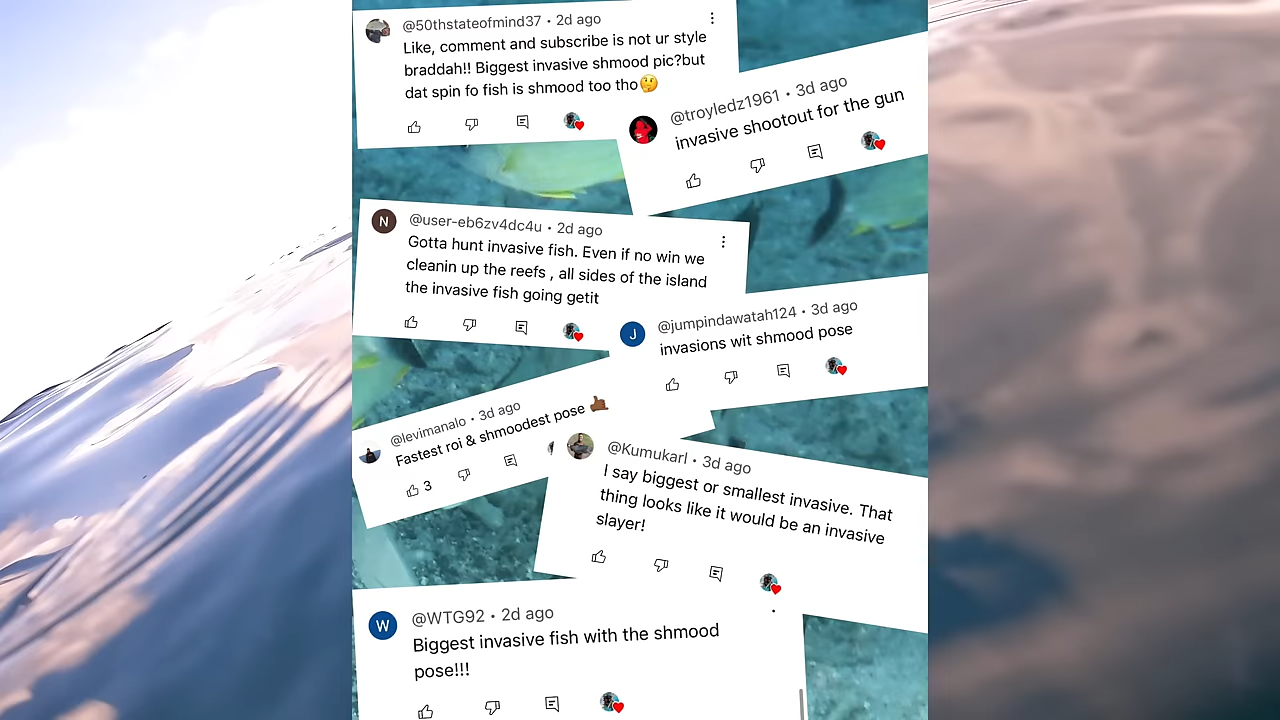 @50thstateofmind37 • 2d ago
Like, comment and subscribe is not ur style
braddah!! Biggest invasive shmood pic?but
dat spin fo fish is shmood too tho🤔
@troyledz1961 • 3d ago
invasive shootout for the gun
N
@user-eb6zv4dc4u • 2d ago
Gotta hunt invasive fish. Even if no win we
cleanin up the reefs , all sides of the island
the invasive fish going getit
J
@jumpindawatah124 • 3d ago
invasions wit shmood pose
@levimanalo • 3d ago
Fastest roi & shmoodest pose 🤙🏾
3
@Kumukarl • 3d ago
I say biggest or smallest invasive. That
thing looks like it would be an invasive
slayer!
W
@WTG92 • 2d ago
Biggest invasive fish with the shmood
pose!!!